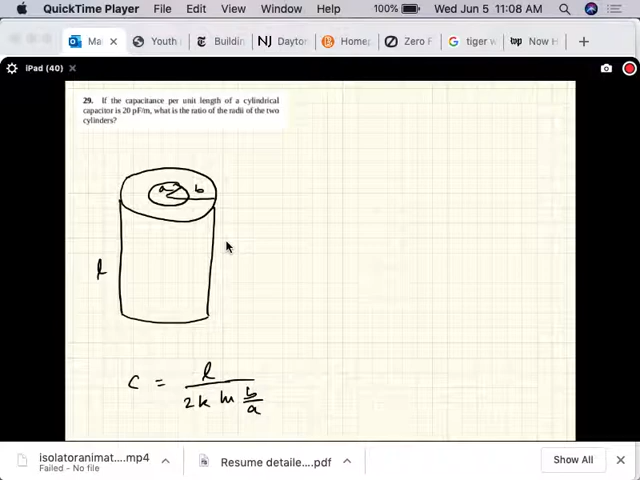 QuickTime Player File Edit View Window Help 100% Wed Jun 5 11:08 AM
Mai Youth Buildin NJ Dayton Homep Zero F G tiger w Now H
iPad (40)
29. If the capacitance per unit length of a cylindrical
capacitor is 20 pF/m, what is the ratio of the radii of the two
cylinders?
a b
l
C = l / 2k ln b/a
isolatoranimat....mp4
Failed - No file
Resume detaile....pdf
Show All